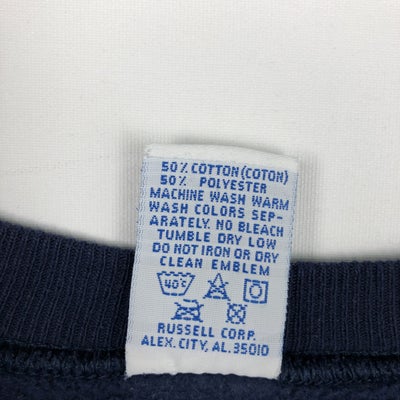 50% COTTON (COTON)
50% POLYESTER
MACHINE WASH WARM
WASH COLORS SEP-
ARATELY. NO BLEACH
TUMBLE DRY LOW
DO NOT IRON OR DRY
CLEAN EMBLEM
40°C
RUSSELL CORP.
ALEX. CITY, AL. 35010